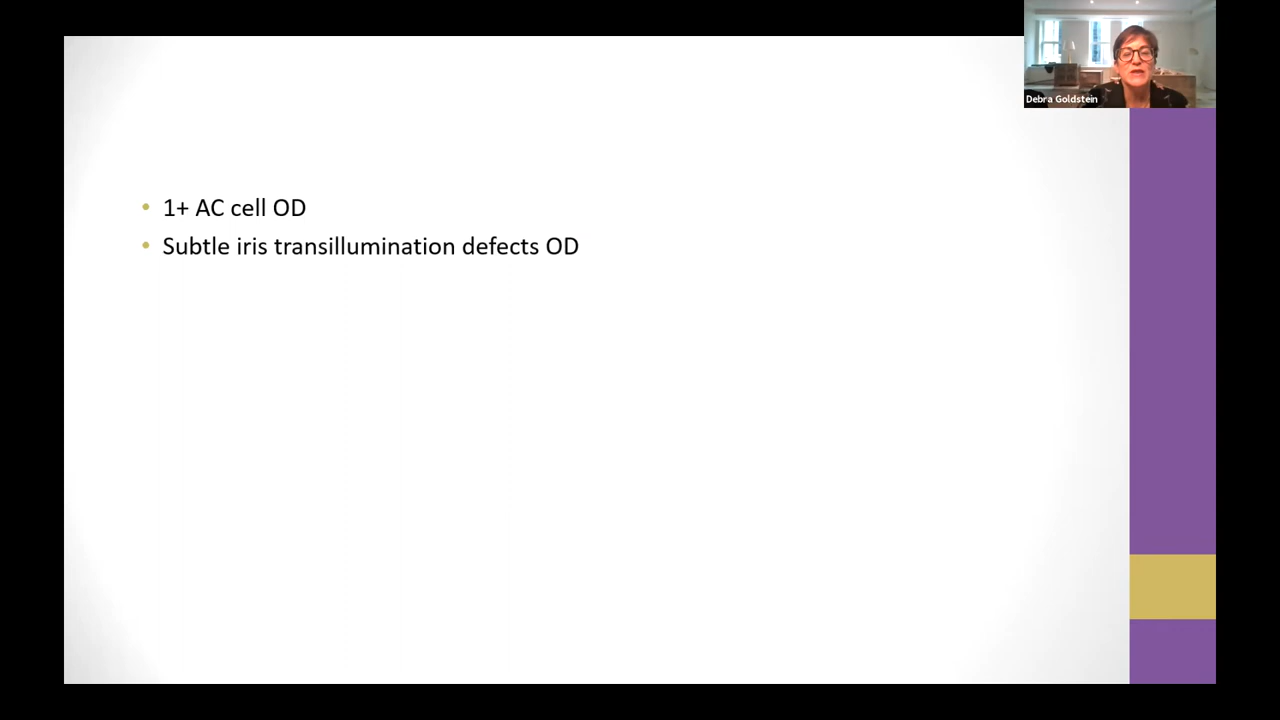 Debra Goldstein
• 1+ AC cell OD
• Subtle iris transillumination defects OD